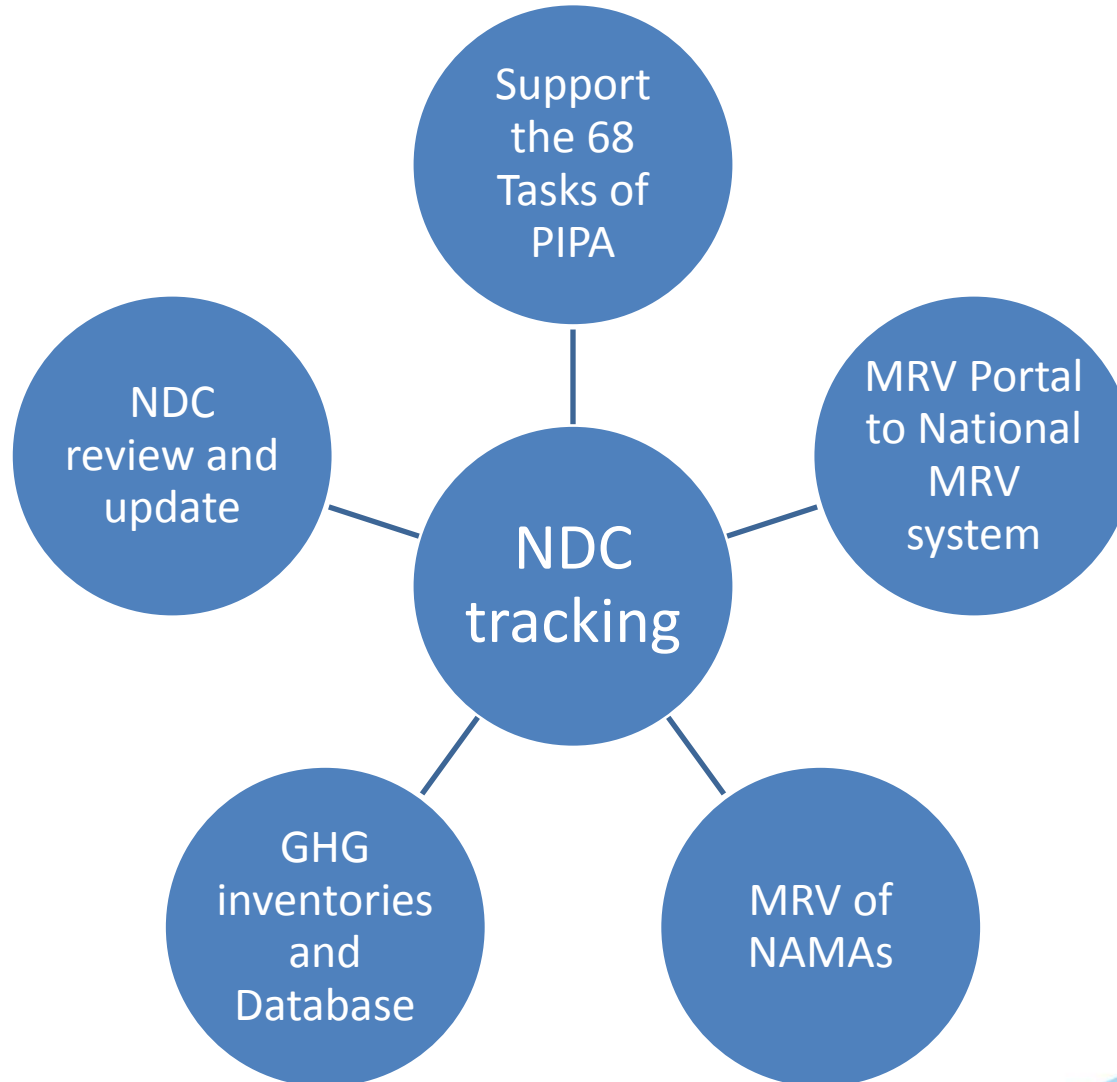 Support
the 68
Tasks of
PIPA
NDC
review and
update
MRV Portal
to National
MRV
system
NDC
tracking
GHG
inventories
and
Database
MRV of
NAMAs